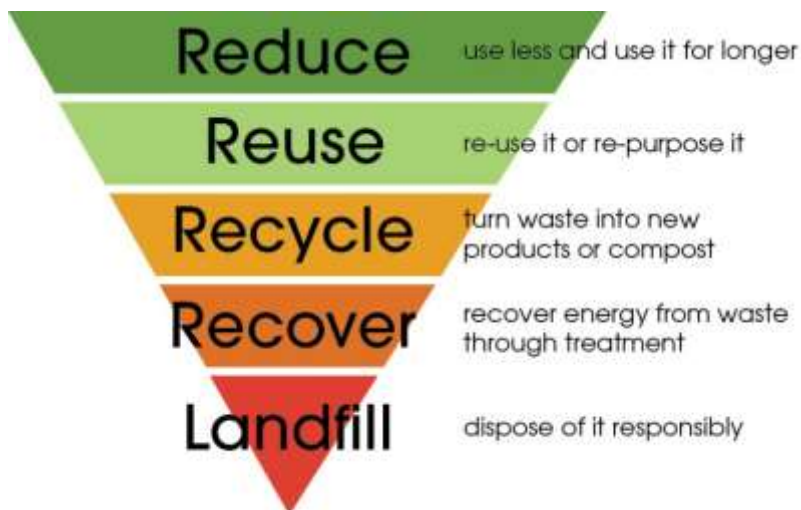 Reduce use less and use it for longer
Reuse re-use it or re-purpose it
Recycle turn waste into new
products or compost
Recover recover energy from waste
through treatment
Landfill dispose of it responsibly